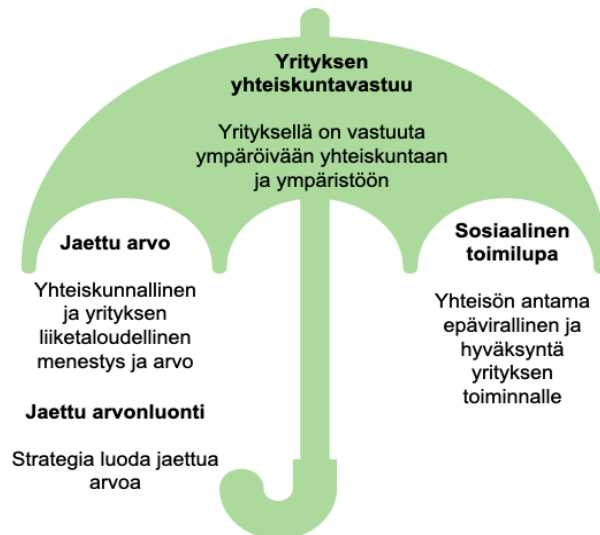 Yrityksen
yhteiskuntavastuu
Yrityksellä on vastuuta
ympäröivään yhteiskuntaan
ja ympäristöön
Jaettu arvo
Yhteiskunnallinen
ja yrityksen
liiketaloudellinen
menestys ja arvo
Jaettu arvonluonti
Strategia luoda jaettua
arvoa
Sosiaalinen
toimilupa
Yhteisön antama
epävirallinen ja
hyväksyntä
yrityksen
toiminnalle